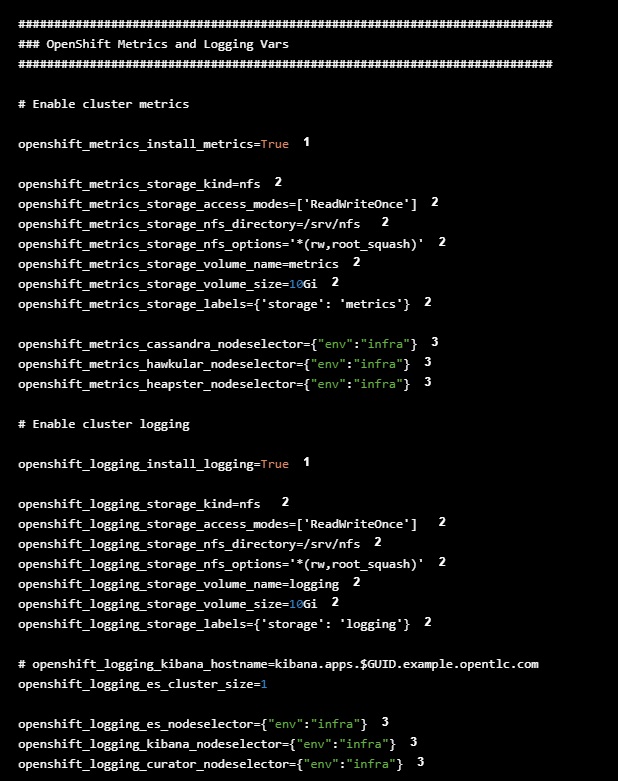 ###########################################################################
### OpenShift Metrics and Logging Vars
###########################################################################
# Enable cluster metrics
openshift_metrics_install_metrics=True 1
openshift_metrics_storage_kind=nfs 2
openshift_metrics_storage_access_modes=['ReadWriteOnce'] 2
openshift_metrics_storage_nfs_directory=/srv/nfs 2
openshift_metrics_storage_nfs_options='*(rw,root_squash)' 2
openshift_metrics_storage_volume_name=metrics 2
openshift_metrics_storage_volume_size=10Gi 2
openshift_metrics_storage_labels={'storage': 'metrics'} 2
openshift_metrics_cassandra_nodeselector={"env":"infra"} 3
openshift_metrics_hawkular_nodeselector={"env":"infra"} 3
openshift_metrics_heapster_nodeselector={"env":"infra"} 3
# Enable cluster logging
openshift_logging_install_logging=True 1
openshift_logging_storage_kind=nfs 2
openshift_logging_storage_access_modes=['ReadWriteOnce'] 2
openshift_logging_storage_nfs_directory=/srv/nfs 2
openshift_logging_storage_nfs_options='*(rw,root_squash)' 2
openshift_logging_storage_volume_name=logging 2
openshift_logging_storage_volume_size=10Gi 2
openshift_logging_storage_labels={'storage': 'logging'} 2
# openshift_logging_kibana_hostname=kibana.apps.$GUID.example.opentlc.com
openshift_logging_es_cluster_size=1
openshift_logging_es_nodeselector={"env":"infra"} 3
openshift_logging_kibana_nodeselector={"env":"infra"} 3
openshift_logging_curator_nodeselector={"env":"infra"} 3